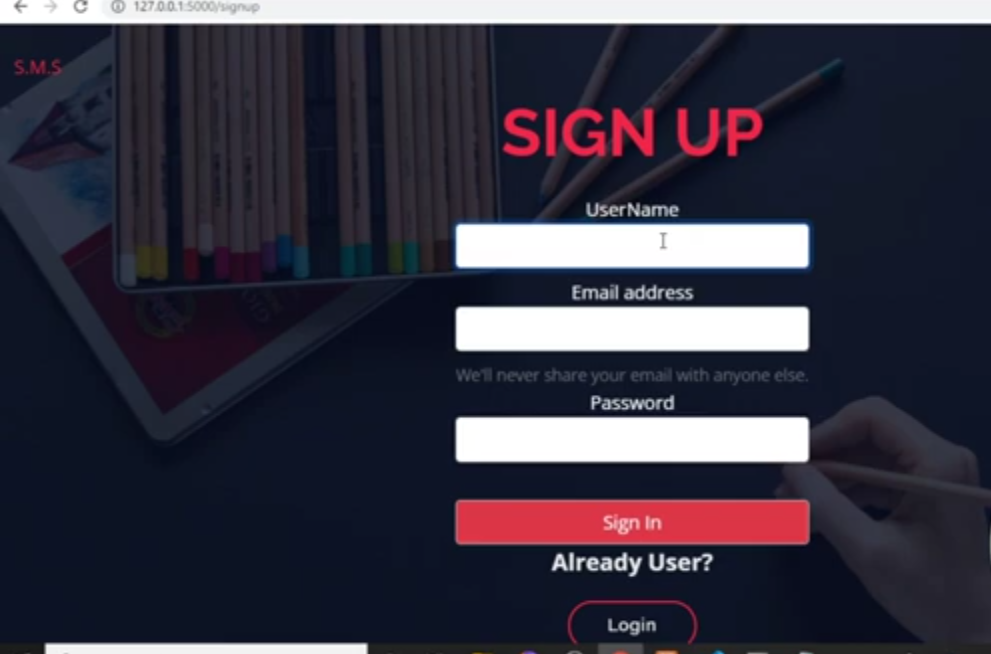 127.0.0.1:5000/signup
S.M.S
SIGN UP
UserName
Email address
We'll never share your email with anyone else.
Password
Sign In
Already User?
Login